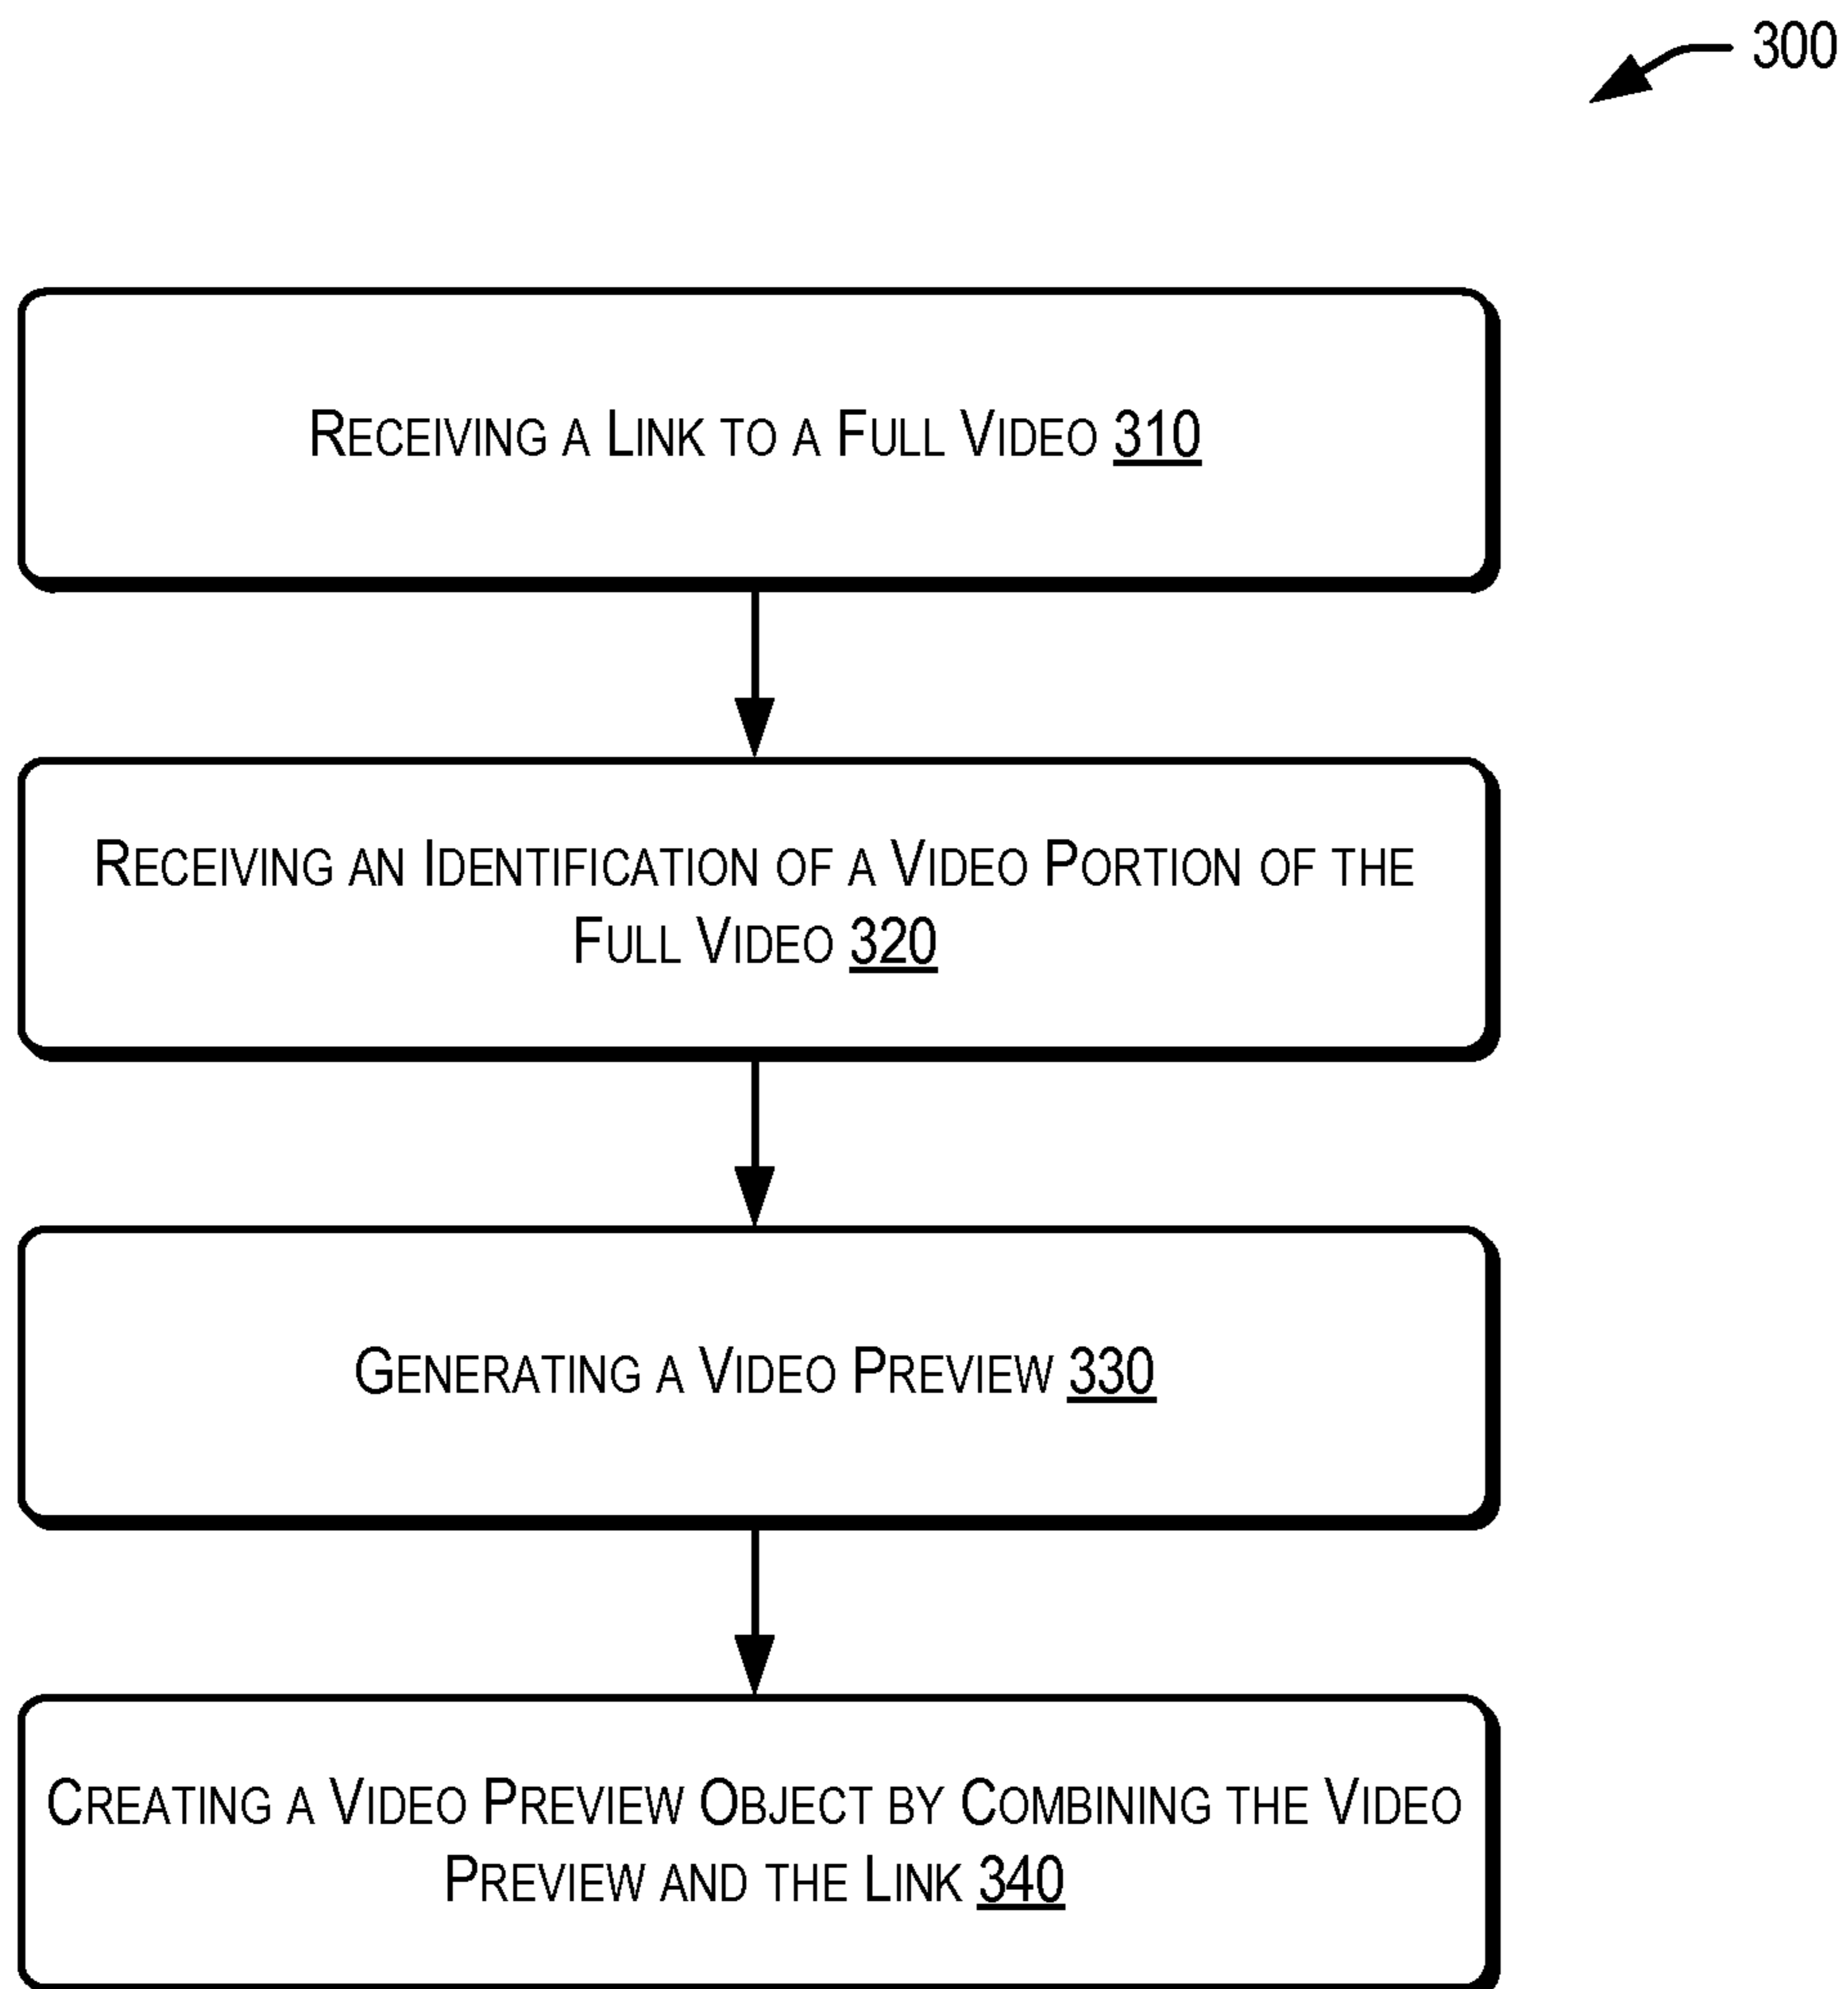 300
Receiving a Link to a Full Video 310
Receiving an Identification of a Video Portion of the
Full Video 320
Generating a Video Preview 330
Creating a Video Preview Object by Combining the Video
Preview and the Link 340